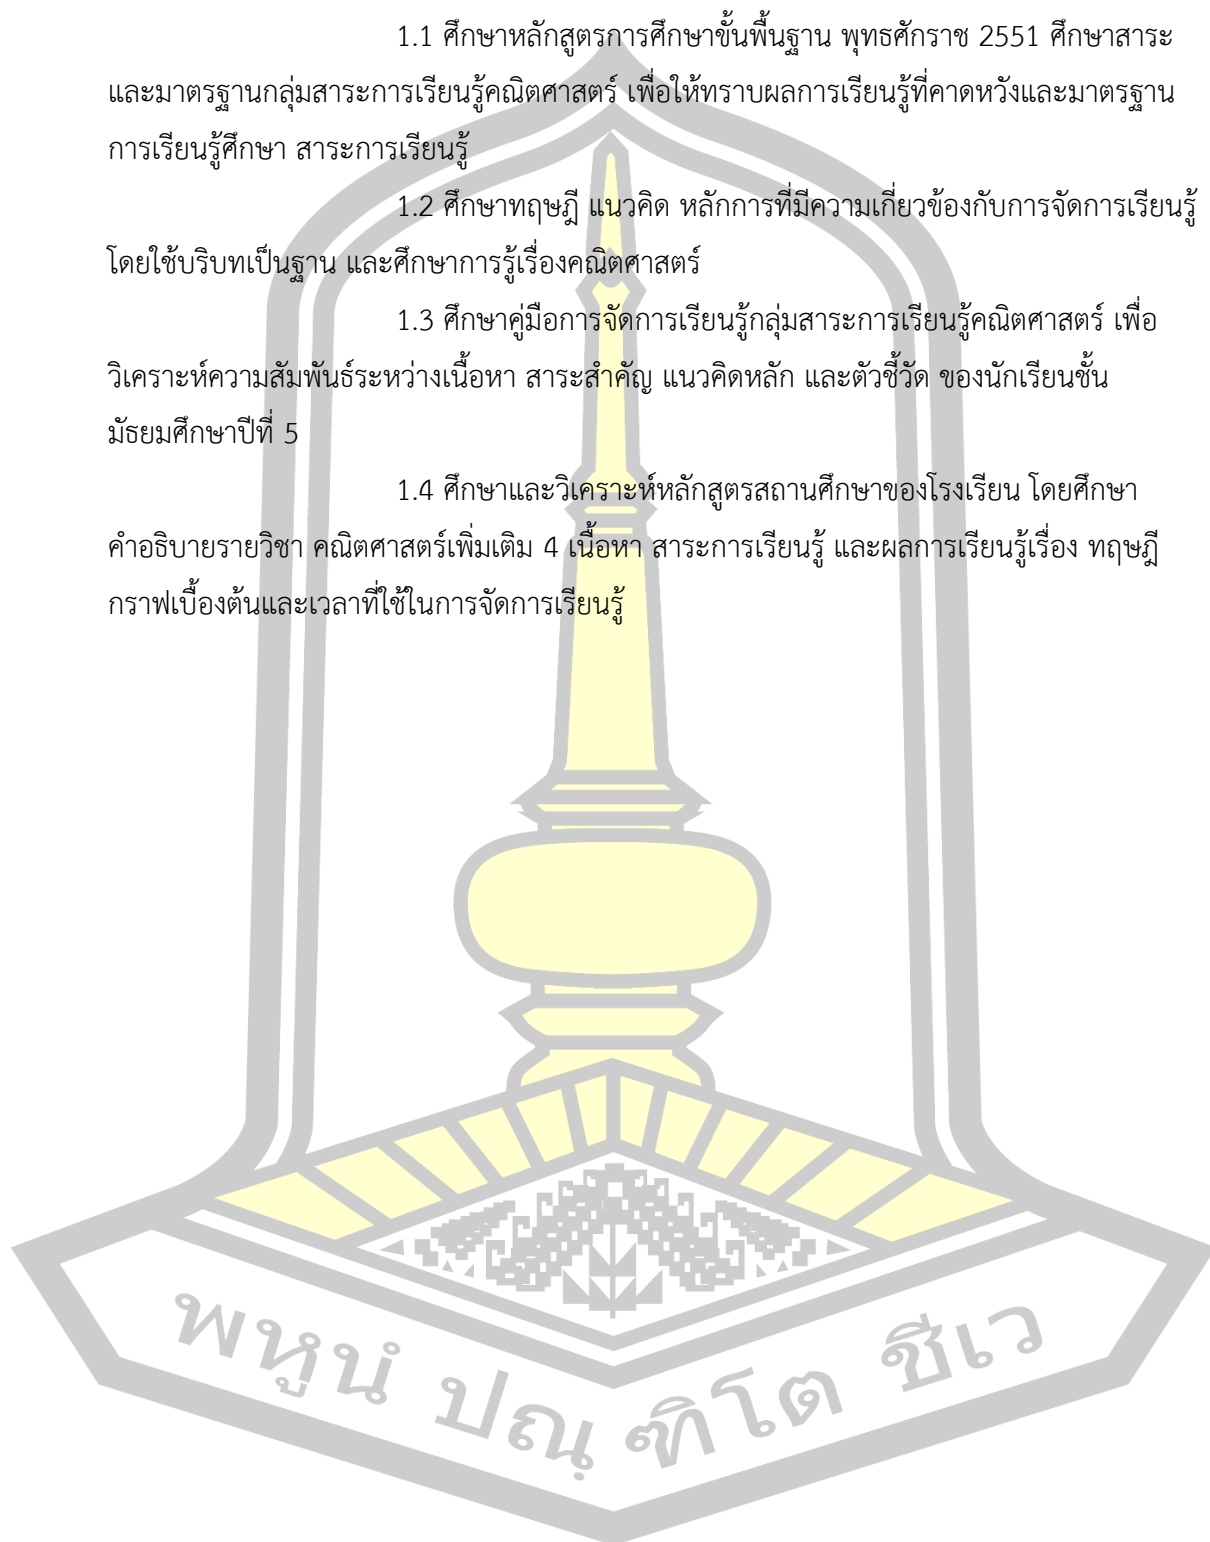 1.1 ศึกษาหลักสูตรการศึกษาขั้นพื้นฐาน พุทธศักราช 2551 ศึกษาสาระ
และมาตรฐานกลุ่มสาระการเรียนรู้คณิตศาสตร์ เพื่อให้ทราบผลการเรียนรู้ที่คาดหวังและมาตรฐาน
การเรียนรู้ศึกษา สาระการเรียนรู้
1.2 ศึกษาทฤษฎี แนวคิด หลักการที่มีความเกี่ยวข้องกับการจัดการเรียนรู้
โดยใช้บริบทเป็นฐาน และศึกษาการรู้เรื่องคณิตศาสตร์
1.3 ศึกษาคู่มือการจัดการเรียนรู้กลุ่มสาระการเรียนรู้คณิตศาสตร์ เพื่อ
วิเคราะห์ความสัมพันธ์ระหว่างเนื้อหา สาระสำคัญ แนวคิดหลัก และตัวชี้วัด ของนักเรียนชั้น
มัธยมศึกษาปีที่ 5
1.4 ศึกษาและวิเคราะห์หลักสูตรสถานศึกษาของโรงเรียน โดยศึกษา
คำอธิบายรายวิชา คณิตศาสตร์เพิ่มเติม 4 เนื้อหา สาระการเรียนรู้ และผลการเรียนรู้เรื่อง ทฤษฎี
กราฟเบื้องต้นและเวลาที่ใช้ในการจัดการเรียนรู้
พหูนํ ปณฺ ฑิโต ชีเว